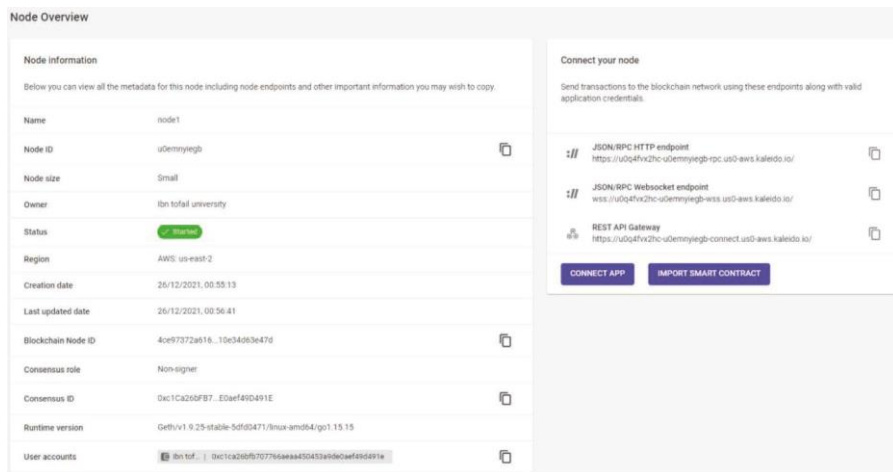 Node Overview
Node information
Below you can view all the metadata for this node including node endpoints and other important information you may wish to copy.
Name node1
Node ID u0emnyiegb
Node size Small
Owner Ibn tofail university
Status Started
Region AWS: us-east-2
Creation date 26/12/2021, 00:55:13
Last updated date 26/12/2021, 00:56:41
Blockchain Node ID 4ce97372a616...10e34d63e47d
Consensus role Non-signer
Consensus ID 0xc1Ca26bFB7...E0aef49D491E
Runtime version Geth/v1.9.25-stable-5dfd0471/linux-amd64/go1.15.15
User accounts Ibn tof... | 0xc1ca26bfb707766aeaa450453a9de0aef49d491e
Connect your node
Send transactions to the blockchain network using these endpoints along with valid
application credentials.
JSON/RPC HTTP endpoint
https://u0q4fvx2hc-u0emnyiegb-rpc.us0-aws.kaleido.io/
JSON/RPC Websocket endpoint
wss://u0q4fvx2hc-u0emnyiegb-wss.us0-aws.kaleido.io/
REST API Gateway
https://u0q4fvx2hc-u0emnyiegb-connect.us0-aws.kaleido.io/
CONNECT APP IMPORT SMART CONTRACT